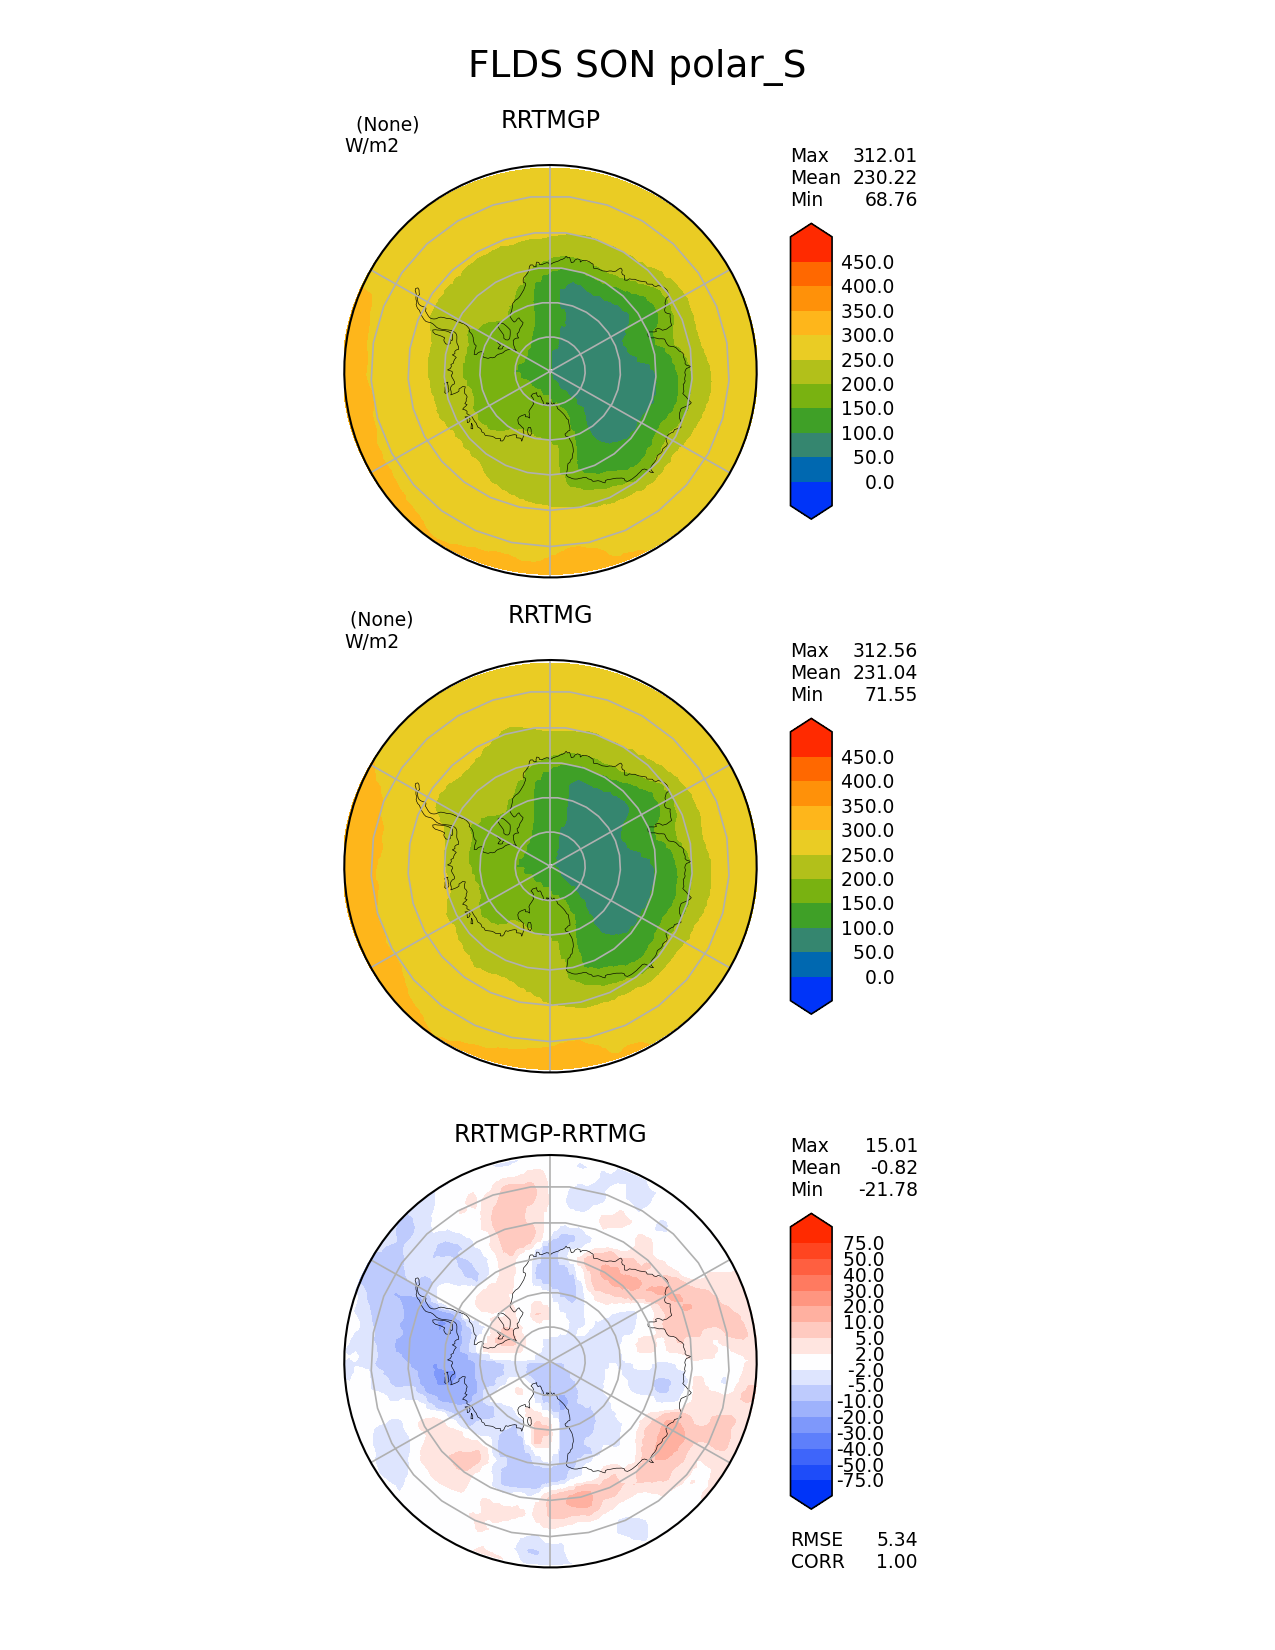 FLDS SON polar_S
RRTMGP
(None)
W/m2
Max 312.01
Mean 230.22
Min 68.76
450.0
400.0
350.0
300.0
250.0
200.0
150.0
100.0
50.0
0.0
RRTMG
(None)
W/m2
Max 312.56
Mean 231.04
Min 71.55
450.0
400.0
350.0
300.0
250.0
200.0
150.0
100.0
50.0
0.0
RRTMGP-RRTMG
Max 15.01
Mean -0.82
Min -21.78
75.0
50.0
40.0
30.0
20.0
10.0
5.0
2.0
-2.0
-5.0
-10.0
-20.0
-30.0
-40.0
-50.0
-75.0
RMSE 5.34
CORR 1.00